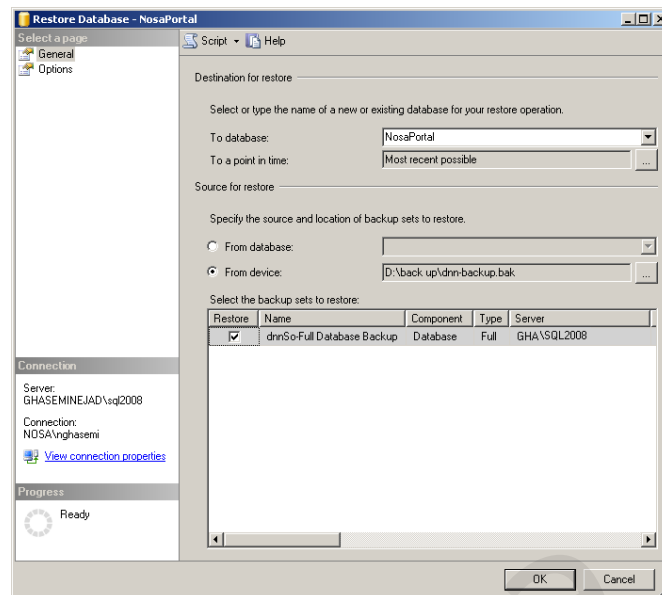 Restore Database - NosaPortal
Select a page
General
Options
Script Help
Destination for restore
Select or type the name of a new or existing database for your restore operation.
To database: NosaPortal
To a point in time: Most recent possible ...
Source for restore
Specify the source and location of backup sets to restore.
From database:
From device: D:\back up\dnn-backup.bak ...
Select the backup sets to restore:
Restore Name Component Type Server
dnnSo-Full Database Backup Database Full GHA\SQL2008
Connection
Server:
GHASEMINEJAD\sql2008
Connection:
NOSA\nghasemi
View connection properties
Progress
Ready
OK Cancel